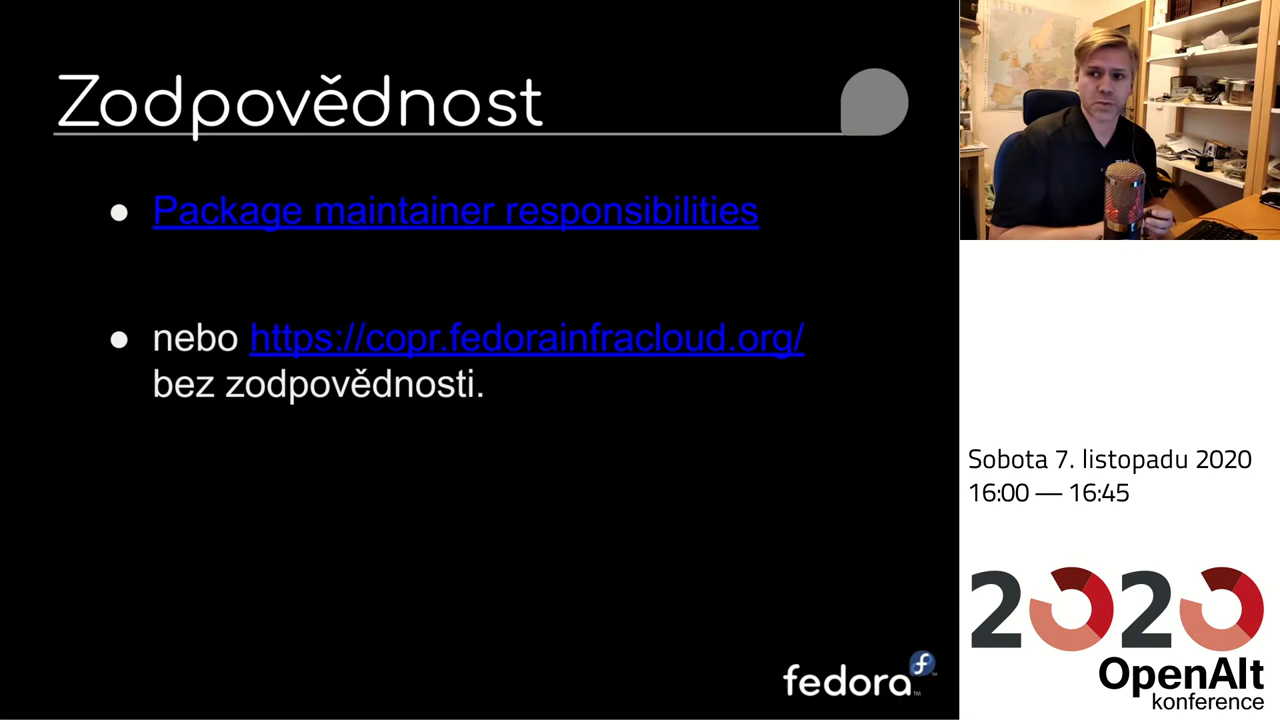 Zodpovědnost
● Package maintainer responsibilities
● nebo https://copr.fedorainfracloud.org/
bez zodpovědnosti.
fedora
Sobota 7. listopadu 2020
16:00 — 16:45
2020
OpenAlt
konference